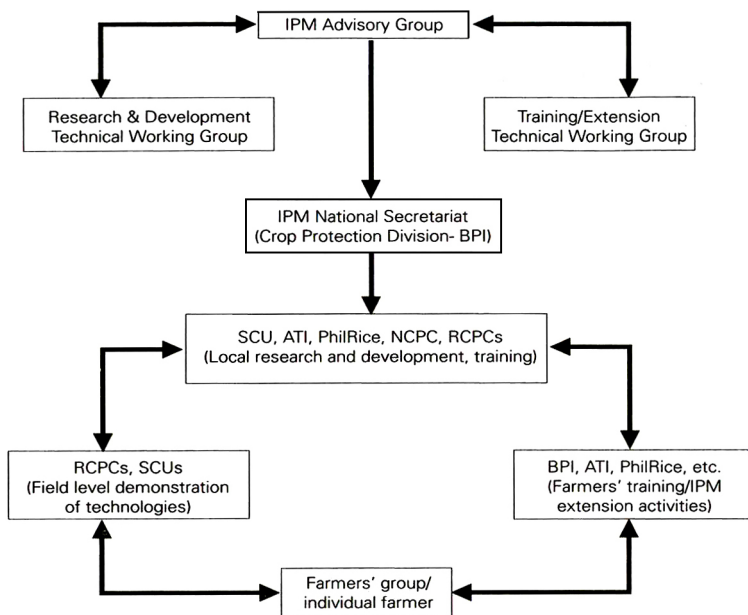 IPM Advisory Group
Research & Development
Technical Working Group
Training/Extension
Technical Working Group
IPM National Secretariat
(Crop Protection Division- BPI)
SCU, ATI, PhilRice, NCPC, RCPCs
(Local research and development, training)
RCPCs, SCUs
(Field level demonstration
of technologies)
BPI, ATI, PhilRice, etc.
(Farmers' training/IPM
extension activities)
Farmers' group/
individual farmer